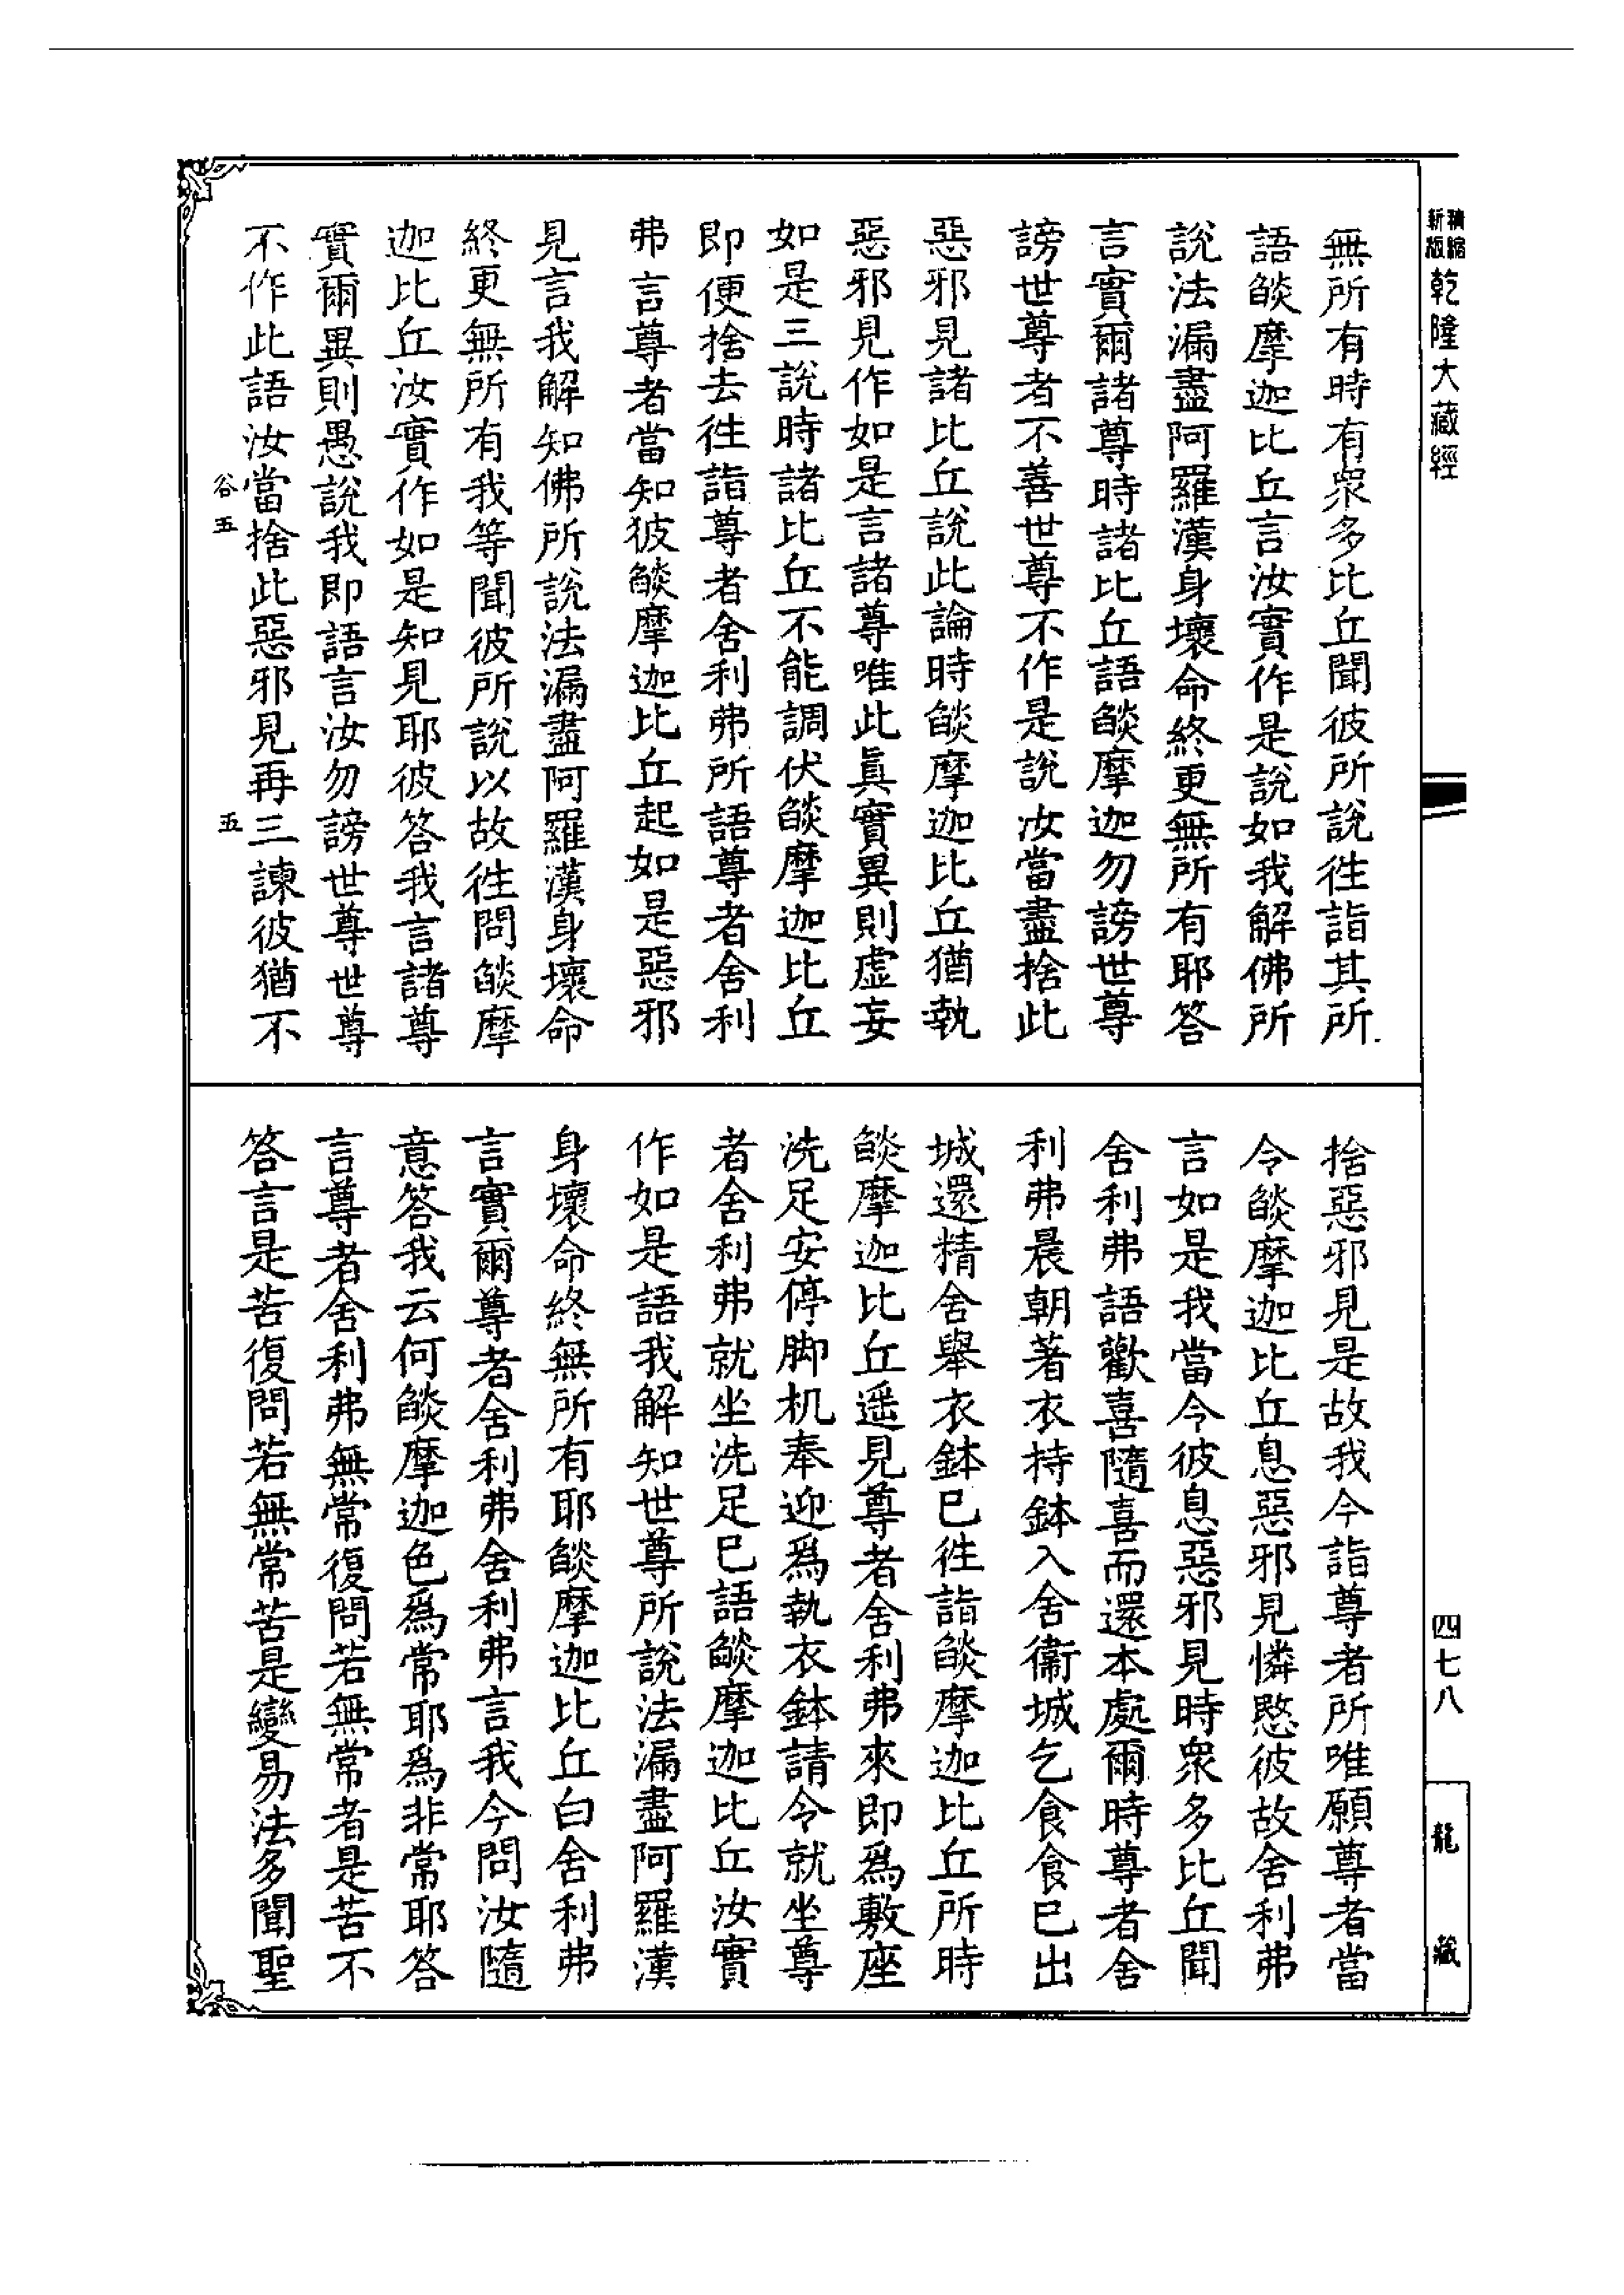 精縮
新版
乾隆大藏經
無所有時有衆多比丘聞彼所說徃詣其所
語𦦨摩迦比丘言汝實作是說如我解佛所
說法漏盡阿羅漢身壞命終更無所有耶答
言實爾諸尊時諸比丘語𦦨摩迦勿謗世尊
謗世尊者不善世尊不作是說汝當盡捨此
惡邪見諸比丘說此論時𦦨摩迦比丘猶執
惡邪見作如是言諸尊唯此眞實異則虛妄
如是三說時諸比丘不能調伏𦦨摩迦比丘
即便捨去徃詣尊者舍利弗所語尊者舍利
弗言尊者當知彼𦦨摩迦比丘起如是惡邪
見言我解知佛所說法漏盡阿羅漢身壞命
終更無所有我等聞彼所說以故徃問𦦨摩
迦比丘汝實作如是知見耶彼答我言諸尊
實爾異則愚說我即語言汝勿謗世尊世尊
不作此語汝當捨此惡邪見再三諫彼猶不
谷五
五
捨惡邪見是故我今詣尊者所唯願尊者當
令𦦨摩迦比丘息惡邪見憐愍彼故舍利弗
言如是我當令彼息惡邪見時衆多比丘聞
舍利弗語歡喜隨喜而還本處爾時尊者舍
利弗晨朝著衣持鉢入舍衞城乞食食已出
城還精舍舉衣鉢已徃詣𦦨摩迦比丘所時
𦦨摩迦比丘遥見尊者舍利弗來即爲敷座
洗足安停脚机奉迎爲執衣鉢請令就坐尊
者舍利弗就坐洗足已語𦦨摩迦比丘汝實
作如是語我解知世尊所說法漏盡阿羅漢
身壞命終無所有耶𦦨摩迦比丘白舍利弗
言實爾尊者舍利弗舍利弗言我今問汝隨
意答我云何𦦨摩迦色爲常耶爲非常耶答
言尊者舍利弗無常復問若無常者是苦不
答言是苦復問若無常苦是變易法多聞聖
四七八
龍藏